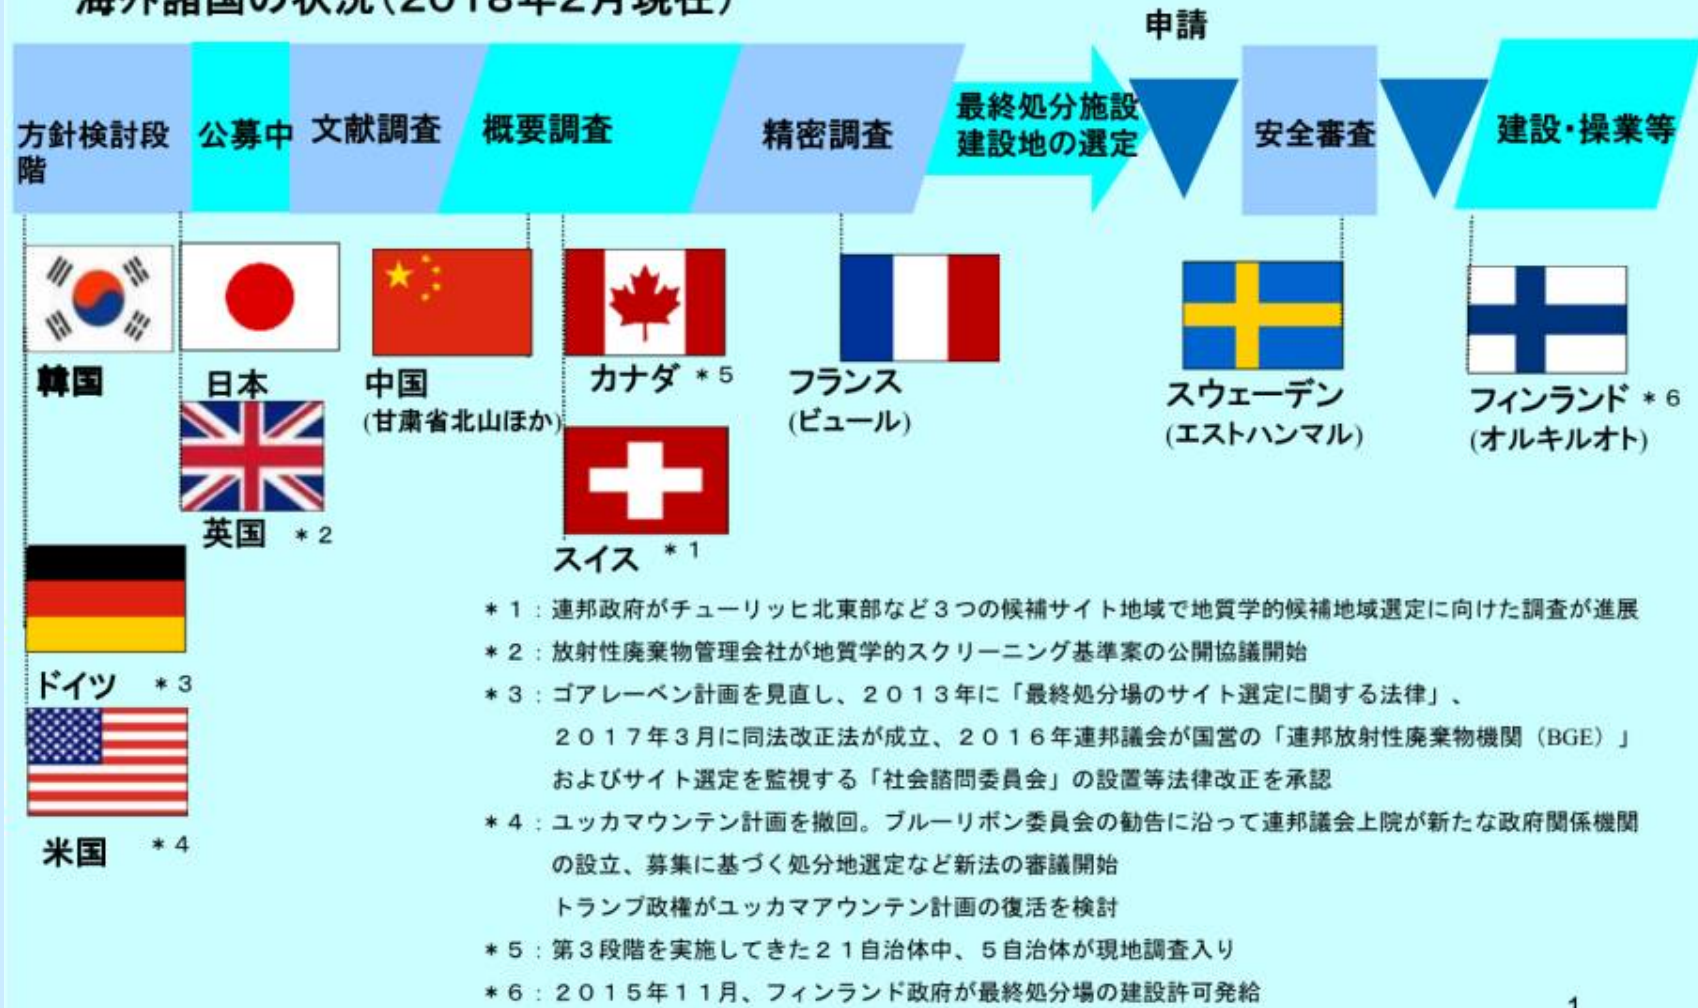 海外諸国の状況(2018年2月現在)
申請
方針検討段
階
公募中
文献調査
概要調査
精密調査
最終処分施設
建設地の選定
安全審査
建設・操業等
韓国
日本
中国
(甘粛省北山ほか)
カナダ *5
フランス
(ビュール)
スウェーデン
(エストハンマル)
フィンランド *6
(オルキルオト)
英国 *2
スイス *1
ドイツ *3
米国 *4
*1:連邦政府がチューリッヒ北東部など3つの候補サイト地域で地質学的候補地域選定に向けた調査が進展
*2:放射性廃棄物管理会社が地質学的スクリーニング基準案の公開協議開始
*3:ゴアレーベン計画を見直し、2013年に「最終処分場のサイト選定に関する法律」、
2017年3月に同法改正法が成立、2016年連邦議会が国営の「連邦放射性廃棄物機関(BGE)」
およびサイト選定を監視する「社会諮問委員会」の設置等法律改正を承認
*4:ユッカマウンテン計画を撤回。ブルーリボン委員会の勧告に沿って連邦議会上院が新たな政府関係機関
の設立、募集に基づく処分地選定など新法の審議開始
トランプ政権がユッカマアウンテン計画の復活を検討
*5:第3段階を実施してきた21自治体中、5自治体が現地調査入り
*6:2015年11月、フィンランド政府が最終処分場の建設許可発給
1